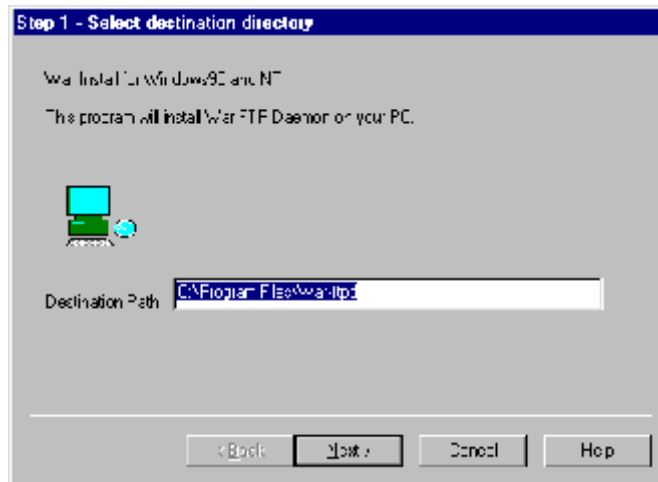 Step 1 - Select destination directory
War Install for Windows95 and NT
This program will install War FTP Daemon on your PC.
Destination Path
C:\Program Files\war-ftpd
< Back
Next >
Cancel
Help